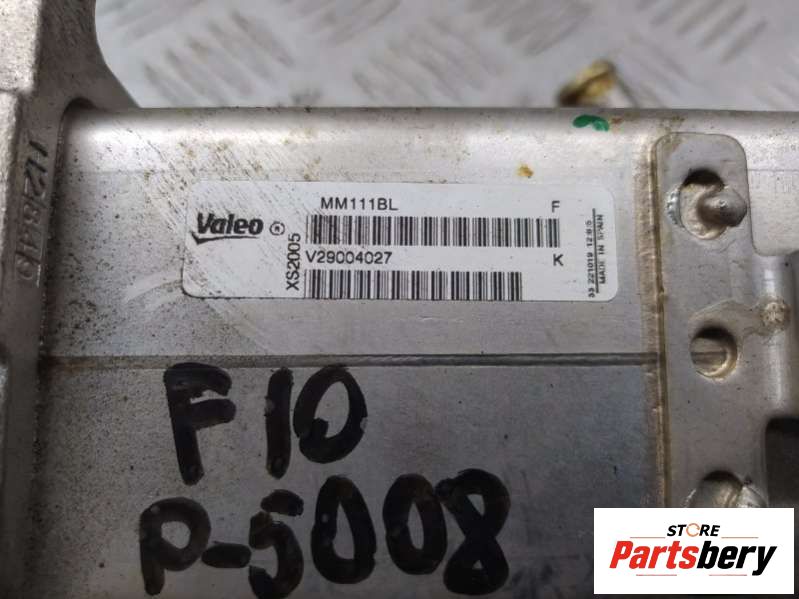 MM111BL F
Valeo ®
XS2005
V29004027 K
MADE IN SPAIN
F10
P-5008
STORE
Partsbery